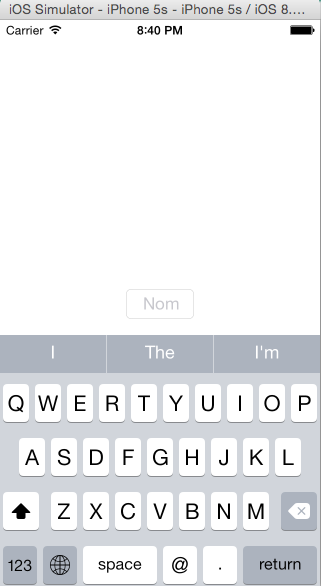 iOS Simulator - iPhone 5s - iPhone 5s / iOS 8....
Carrier 8:40 PM
Nom
I The I'm
Q W E R T Y U I O P
A S D F G H J K L
Z X C V B N M
123 space @ . return